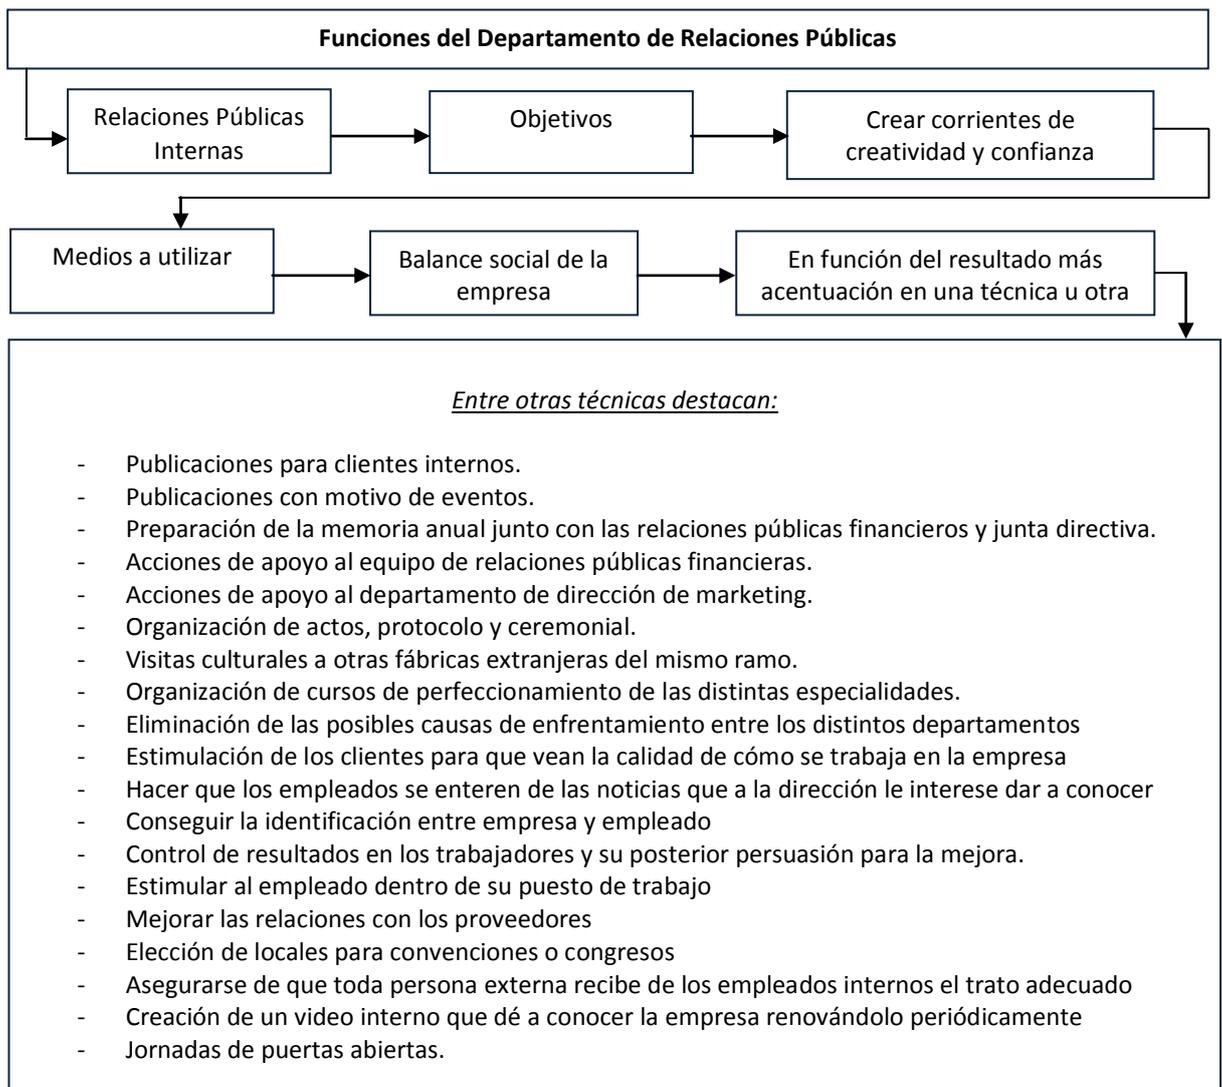 Funciones del Departamento de Relaciones Públicas
Relaciones Públicas
Internas
Objetivos
Crear corrientes de
creatividad y confianza
Medios a utilizar
Balance social de la
empresa
En función del resultado más
acentuación en una técnica u otra
Entre otras técnicas destacan:
- Publicaciones para clientes internos.
- Publicaciones con motivo de eventos.
- Preparación de la memoria anual junto con las relaciones públicas financieros y junta directiva.
- Acciones de apoyo al equipo de relaciones públicas financieras.
- Acciones de apoyo al departamento de dirección de marketing.
- Organización de actos, protocolo y ceremonial.
- Visitas culturales a otras fábricas extranjeras del mismo ramo.
- Organización de cursos de perfeccionamiento de las distintas especialidades.
- Eliminación de las posibles causas de enfrentamiento entre los distintos departamentos
- Estimulación de los clientes para que vean la calidad de cómo se trabaja en la empresa
- Hacer que los empleados se enteren de las noticias que a la dirección le interese dar a conocer
- Conseguir la identificación entre empresa y empleado
- Control de resultados en los trabajadores y su posterior persuasión para la mejora.
- Estimular al empleado dentro de su puesto de trabajo
- Mejorar las relaciones con los proveedores
- Elección de locales para convenciones o congresos
- Asegurarse de que toda persona externa recibe de los empleados internos el trato adecuado
- Creación de un video interno que dé a conocer la empresa renovándolo periódicamente
- Jornadas de puertas abiertas.